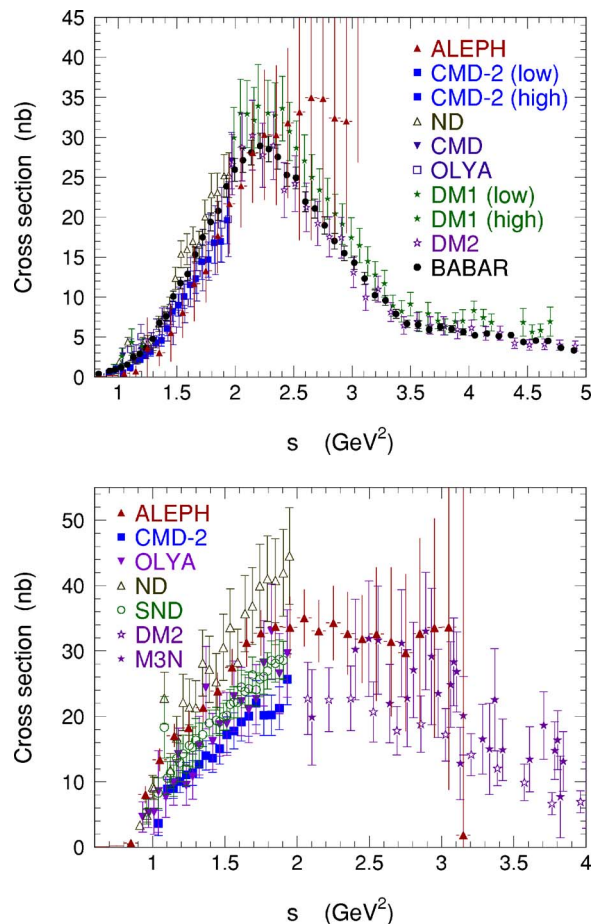 45
40
35
30
25
20
15
10
5
0
Cross section (nb)
ALEPH
CMD-2 (low)
CMD-2 (high)
ND
CMD
OLYA
DM1 (low)
DM1 (high)
DM2
BABAR
1 1.5 2 2.5 3 3.5 4 4.5 5
s (GeV²)
50
40
30
20
10
0
Cross section (nb)
ALEPH
CMD-2
OLYA
ND
SND
DM2
M3N
1 1.5 2 2.5 3 3.5 4
s (GeV²)